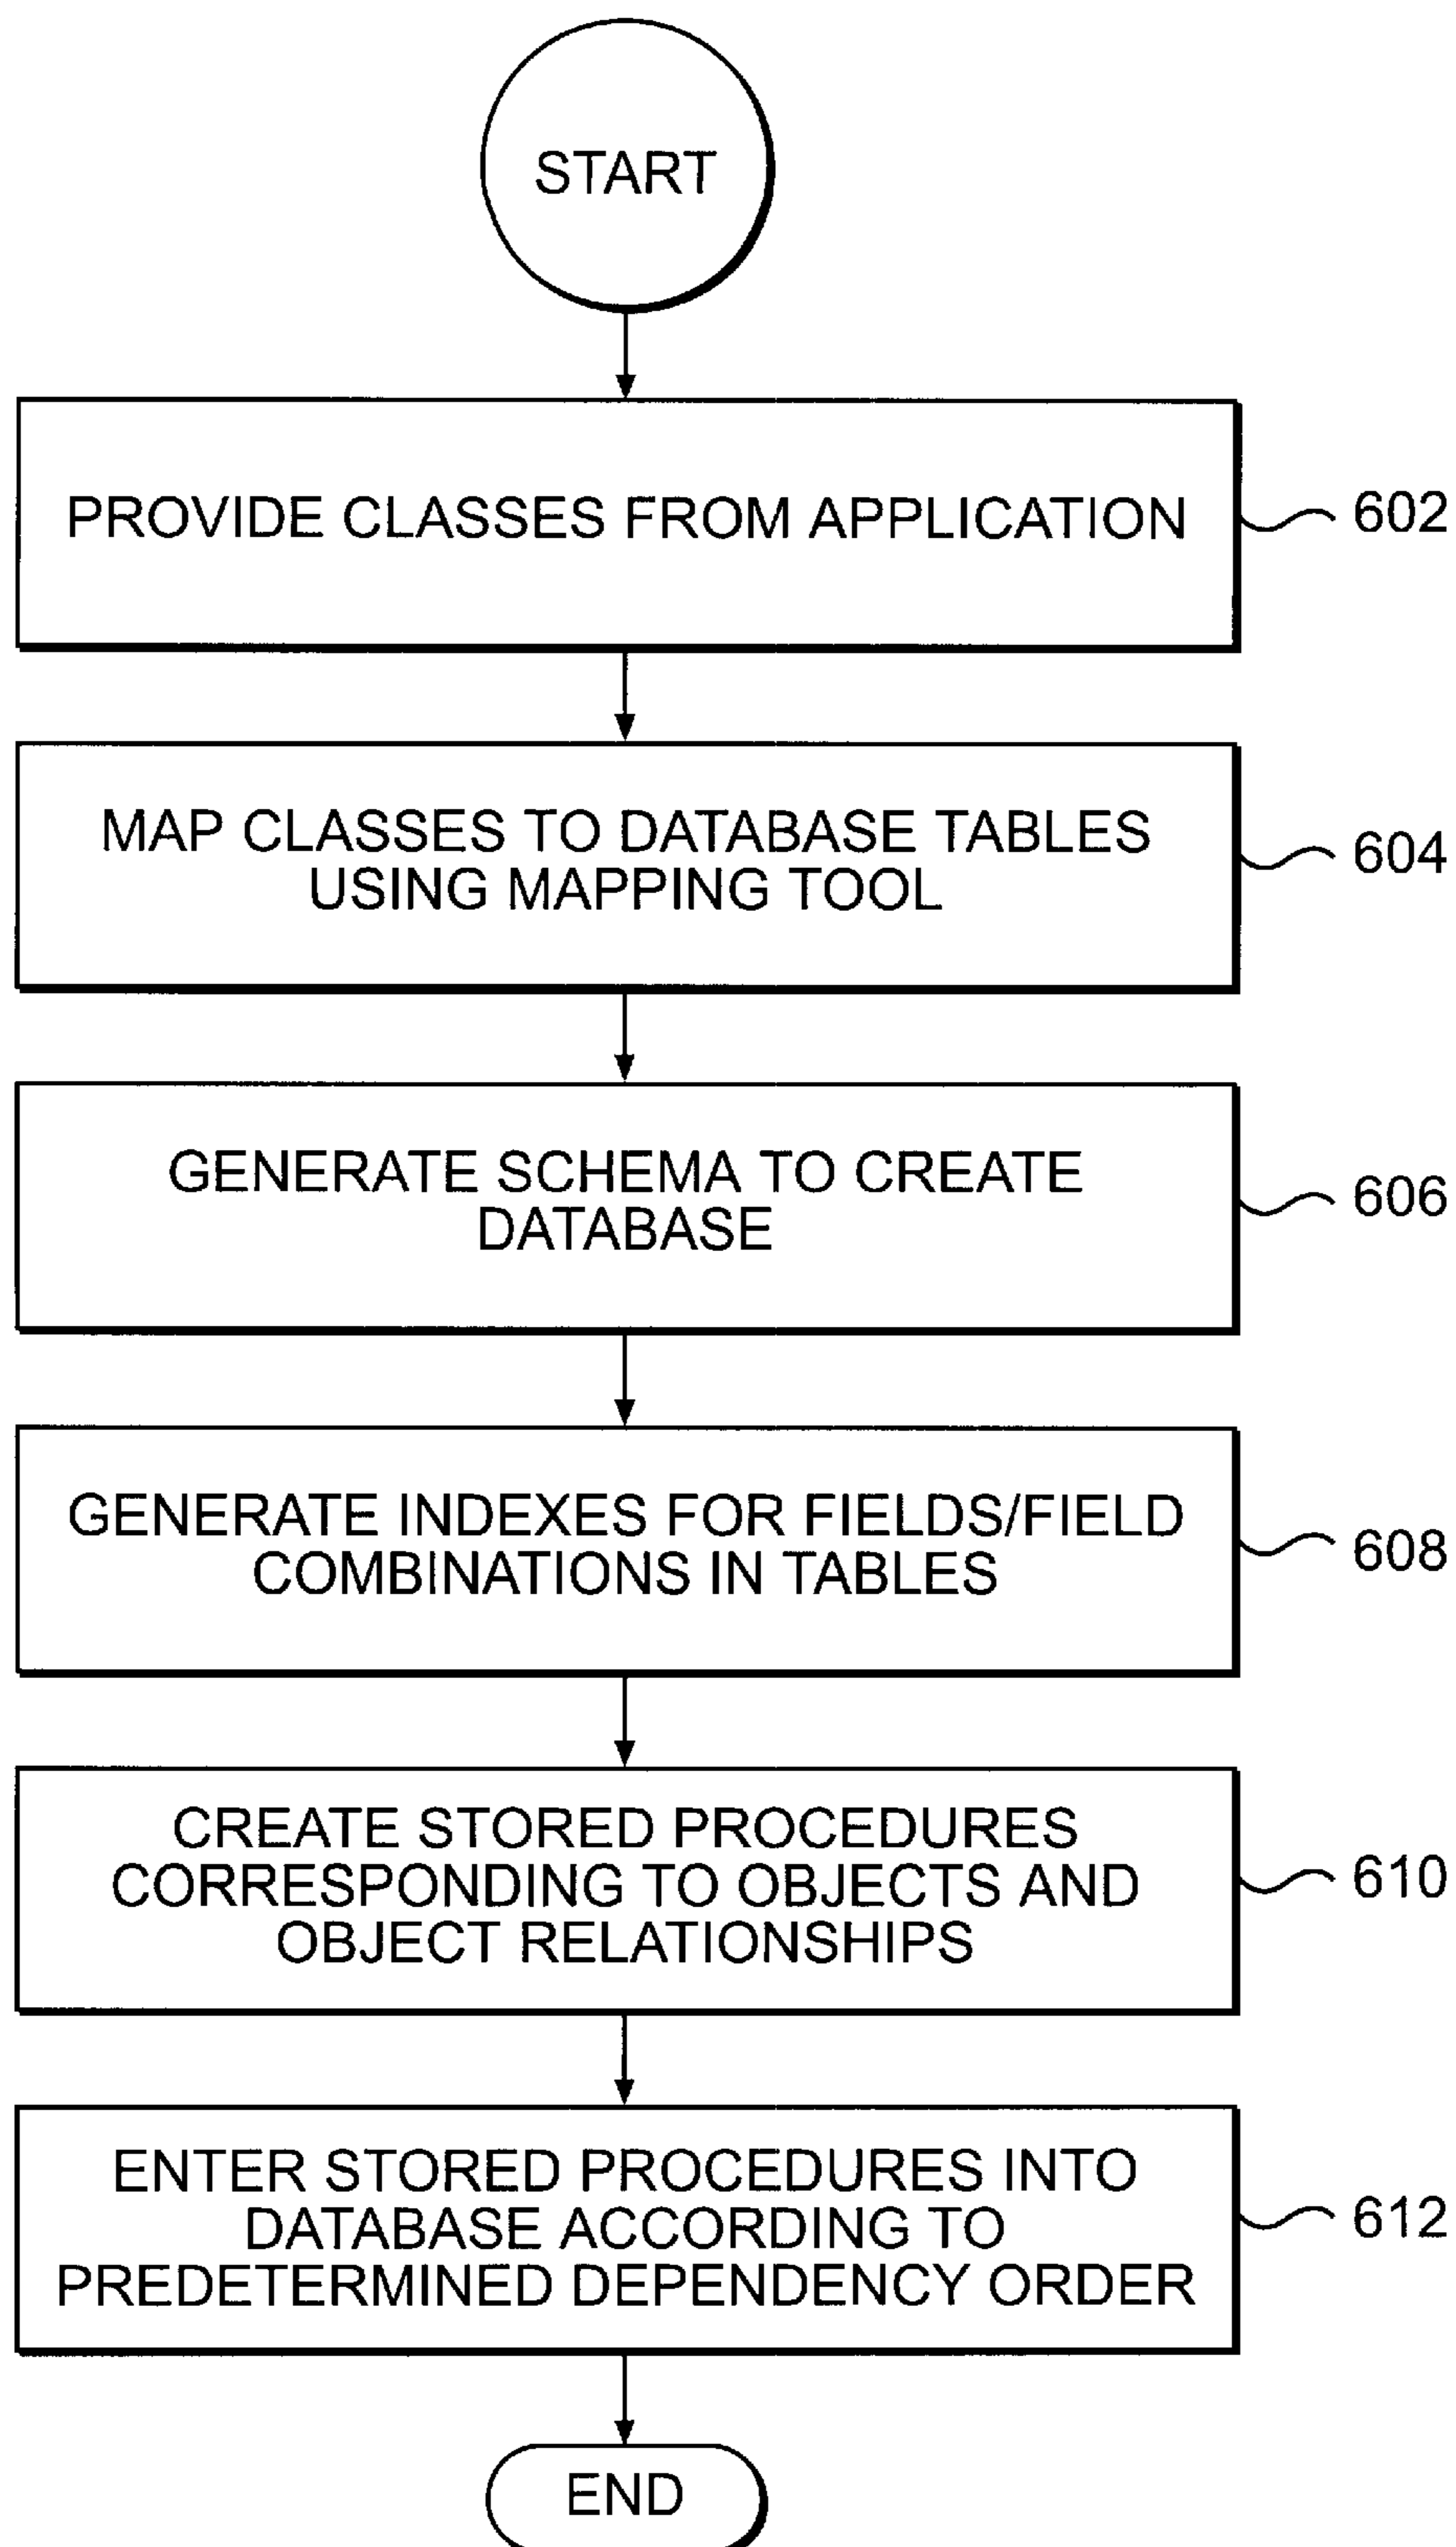 START
PROVIDE CLASSES FROM APPLICATION
602
MAP CLASSES TO DATABASE TABLES
USING MAPPING TOOL
604
GENERATE SCHEMA TO CREATE
DATABASE
606
GENERATE INDEXES FOR FIELDS/FIELD
COMBINATIONS IN TABLES
608
CREATE STORED PROCEDURES
CORRESPONDING TO OBJECTS AND
OBJECT RELATIONSHIPS
610
ENTER STORED PROCEDURES INTO
DATABASE ACCORDING TO
PREDETERMINED DEPENDENCY ORDER
612
END